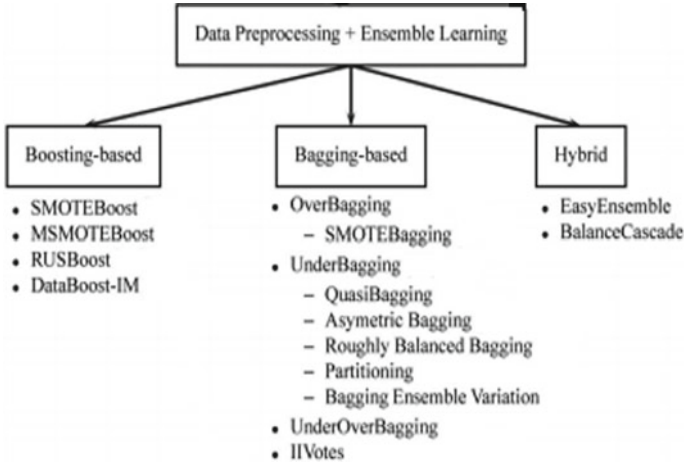 Data Preprocessing + Ensemble Learning
Boosting-based
• SMOTEBoost
• MSMOTEBoost
• RUSBoost
• DataBoost-IM
Bagging-based
• OverBagging
– SMOTEBagging
• UnderBagging
– QuasiBagging
– Asymetric Bagging
– Roughly Balanced Bagging
– Partitioning
– Bagging Ensemble Variation
• UnderOverBagging
• IIVotes
Hybrid
• EasyEnsemble
• BalanceCascade